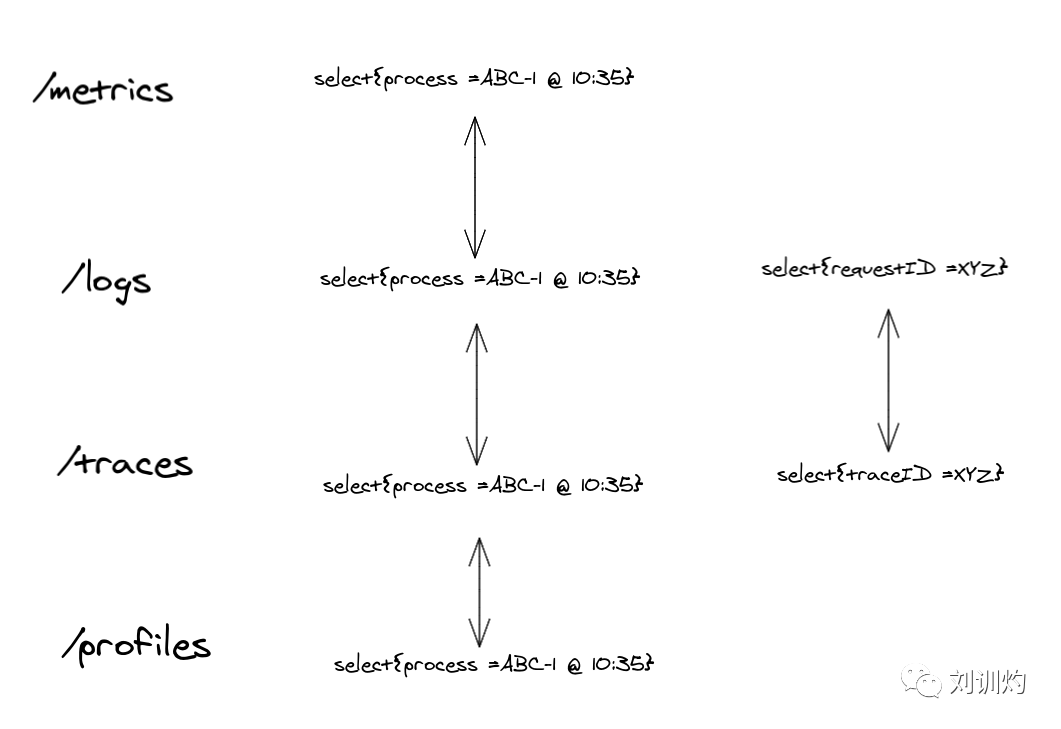 /metrics select{process =ABC-1 @ 10:35}
/logs select{process =ABC-1 @ 10:35} select{requestID =XYZ}
/traces select{process =ABC-1 @ 10:35} select{traceID =XYZ}
/profiles select{process =ABC-1 @ 10:35}
刘训灼